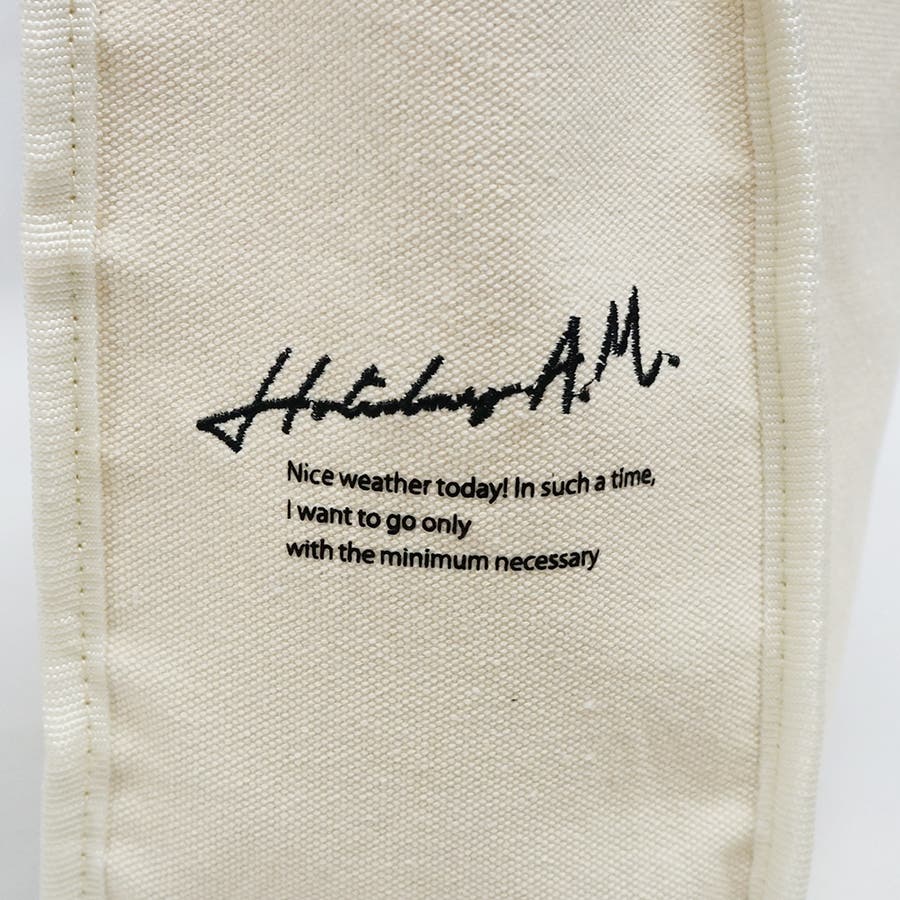 Holiday A.M.
Nice weather today! In such a time,
I want to go only
with the minimum necessary